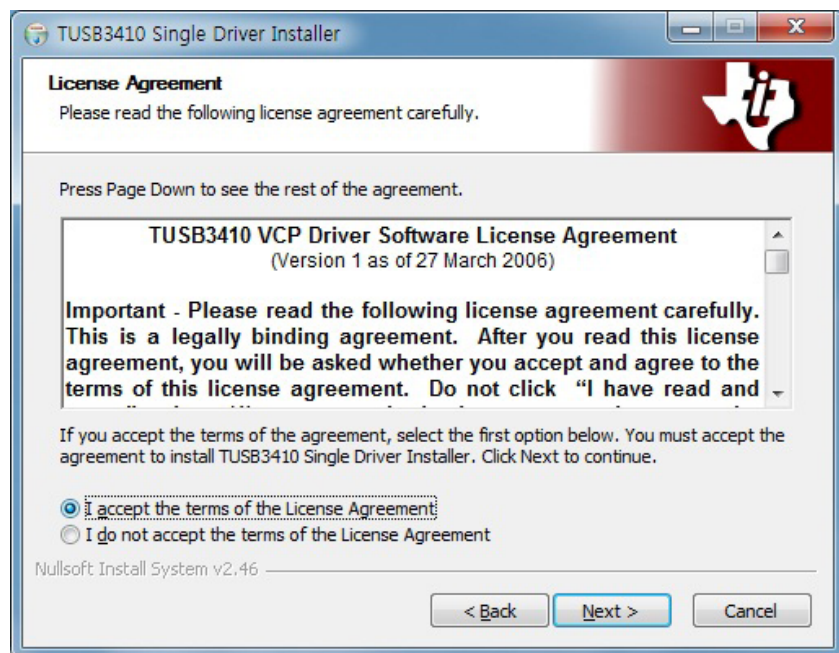 TUSB3410 Single Driver Installer
License Agreement
Please read the following license agreement carefully.
Press Page Down to see the rest of the agreement.
TUSB3410 VCP Driver Software License Agreement
(Version 1 as of 27 March 2006)
Important - Please read the following license agreement carefully.
This is a legally binding agreement. After you read this license
agreement, you will be asked whether you accept and agree to the
terms of this license agreement. Do not click “I have read and
If you accept the terms of the agreement, select the first option below. You must accept the
agreement to install TUSB3410 Single Driver Installer. Click Next to continue.
I accept the terms of the License Agreement
I do not accept the terms of the License Agreement
Nullsoft Install System v2.46
< Back Next > Cancel